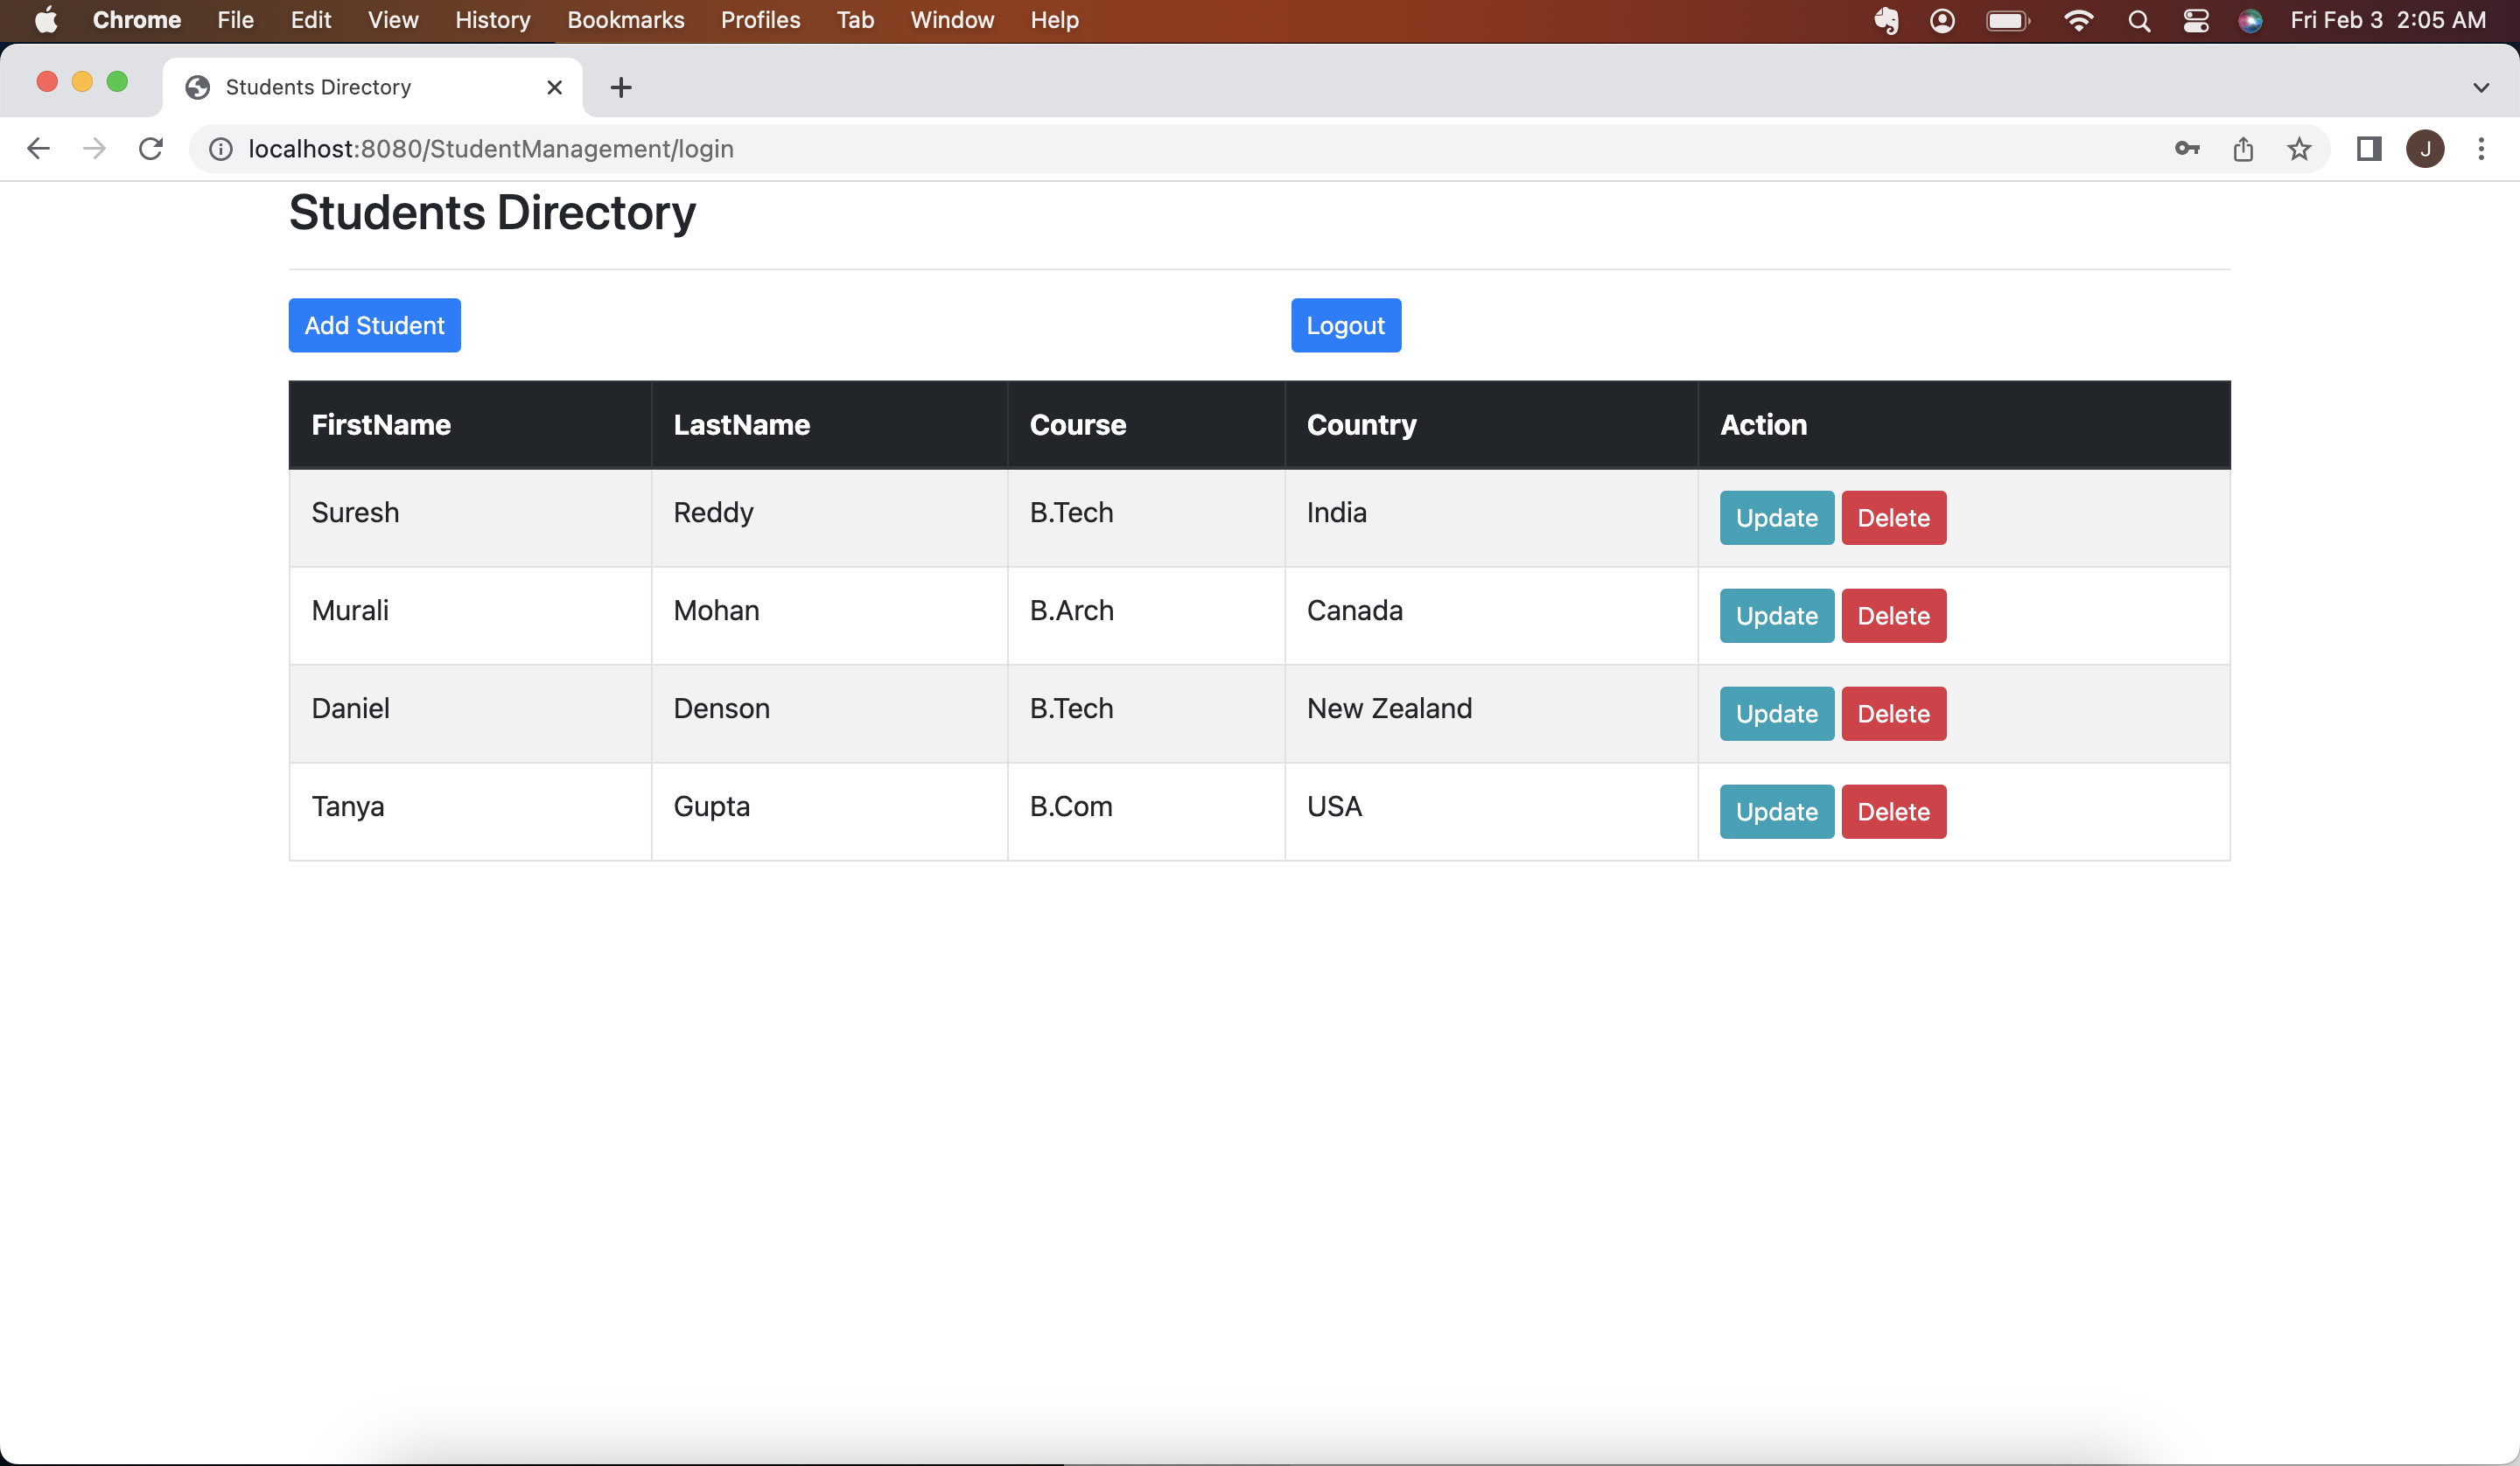 Chrome File Edit View History Bookmarks Profiles Tab Window Help Fri Feb 3 2:05 AM
Students Directory
localhost:8080/StudentManagement/login J
Students Directory
Add Student Logout
FirstName LastName Course Country Action
Suresh Reddy B.Tech India Update Delete
Murali Mohan B.Arch Canada Update Delete
Daniel Denson B.Tech New Zealand Update Delete
Tanya Gupta B.Com USA Update Delete